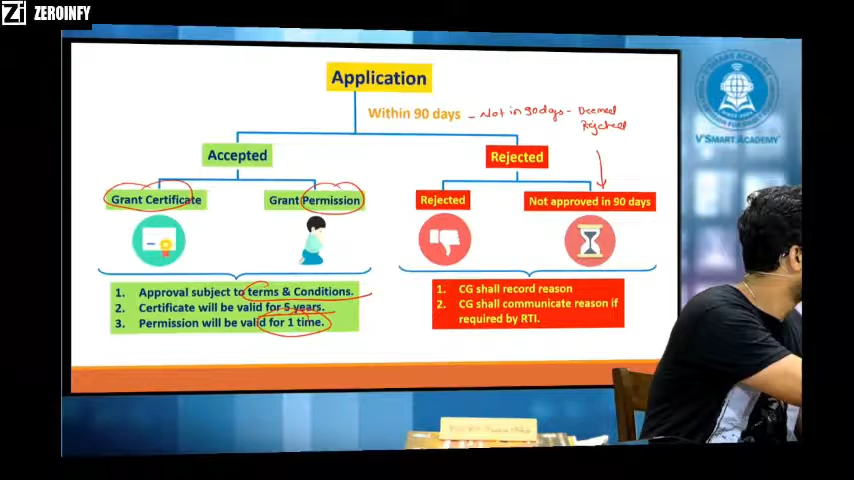 Zi ZEROINFY
Application
Within 90 days - Not in 90days - Deemed
Rejected
Accepted
Rejected
Grant Certificate
Grant Permission
Rejected
Not approved in 90 days
1. Approval subject to terms & Conditions.
2. Certificate will be valid for 5 years.
3. Permission will be valid for 1 time.
1. CG shall record reason
2. CG shall communicate reason if
required by RTI.
V'SMART ACADEMY